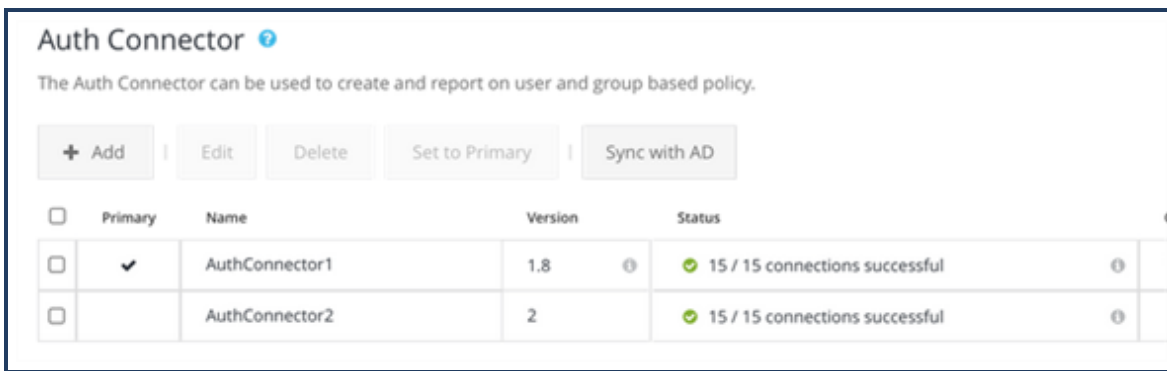 Auth Connector ?
The Auth Connector can be used to create and report on user and group based policy.
+ Add | Edit Delete Set to Primary | Sync with AD
Primary Name Version Status
AuthConnector1 1.8 15 / 15 connections successful
AuthConnector2 2 15 / 15 connections successful